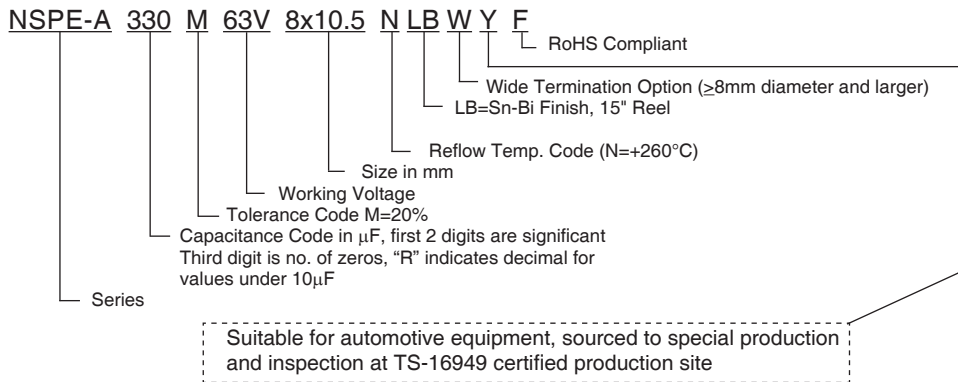 NSPE-A 330 M 63V 8x10.5 N LB W Y F
RoHS Compliant
Wide Termination Option (≥8mm diameter and larger)
LB=Sn-Bi Finish, 15" Reel
Reflow Temp. Code (N=+260°C)
Size in mm
Working Voltage
Tolerance Code M=20%
Capacitance Code in μF, first 2 digits are significant
Third digit is no. of zeros, “R” indicates decimal for
values under 10μF
Series
Suitable for automotive equipment, sourced to special production
and inspection at TS-16949 certified production site